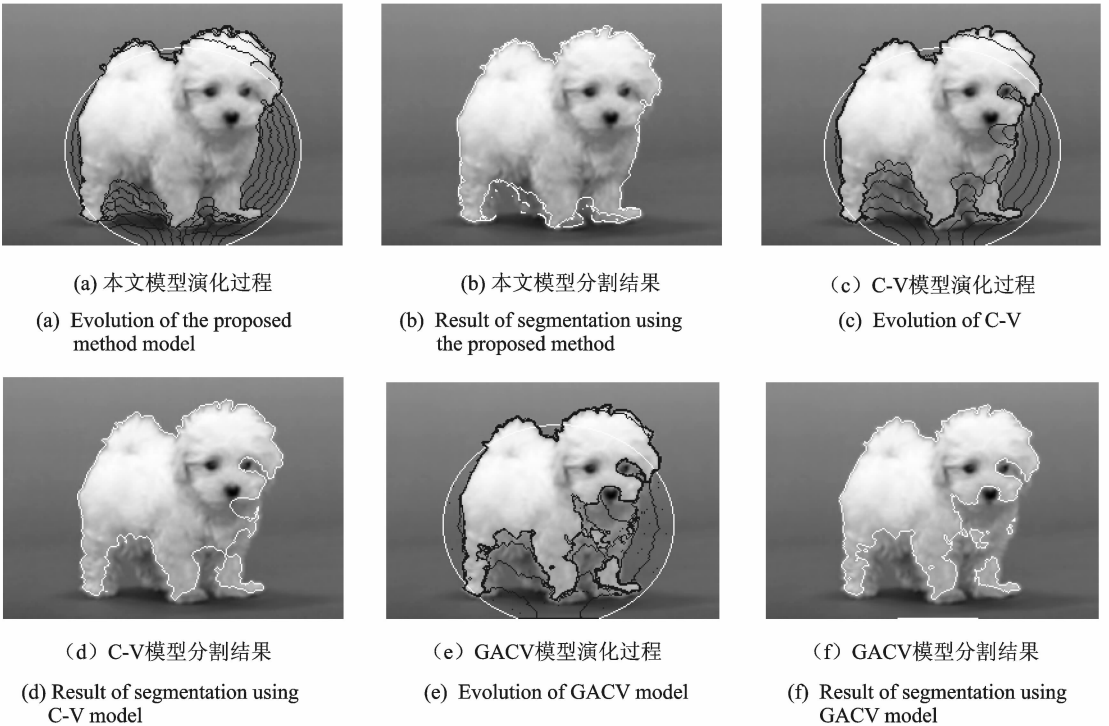 (a) 本文模型演化过程
(b) 本文模型分割结果
（c）C-V模型演化过程
(a) Evolution of the proposed
method model
(b) Result of segmentation using
the proposed method
(c) Evolution of C-V
（d）C-V模型分割结果
（e）GACV模型演化过程
（f）GACV模型分割结果
(d) Result of segmentation using
C-V model
(e) Evolution of GACV model
(f) Result of segmentation using
GACV model